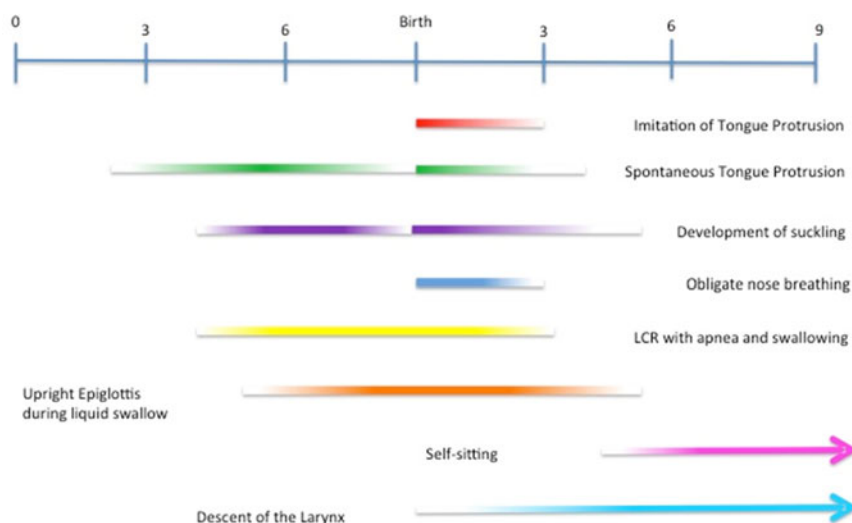 0 3 6 Birth 3 6 9
Imitation of Tongue Protrusion
Spontaneous Tongue Protrusion
Development of suckling
Obligate nose breathing
LCR with apnea and swallowing
Upright Epiglottis
during liquid swallow
Self-sitting
Descent of the Larynx